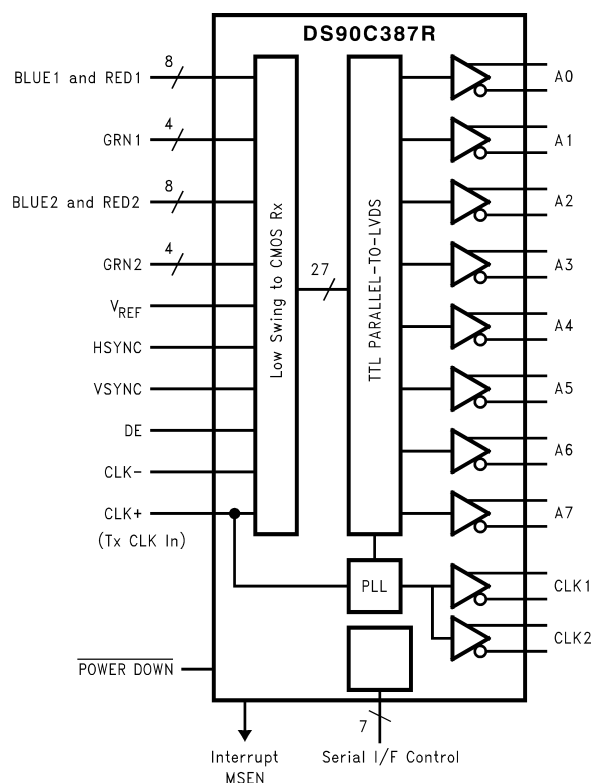 DS90C387R
8
BLUE1 and RED1
4
GRN1
8
BLUE2 and RED2
4
GRN2
VREF
HSYNC
VSYNC
DE
CLK-
CLK+
(Tx CLK In)
POWER DOWN
Low Swing to CMOS Rx
27
TTL PARALLEL-TO-LVDS
PLL
A0
A1
A2
A3
A4
A5
A6
A7
CLK1
CLK2
7
Interrupt
MSEN
Serial I/F Control